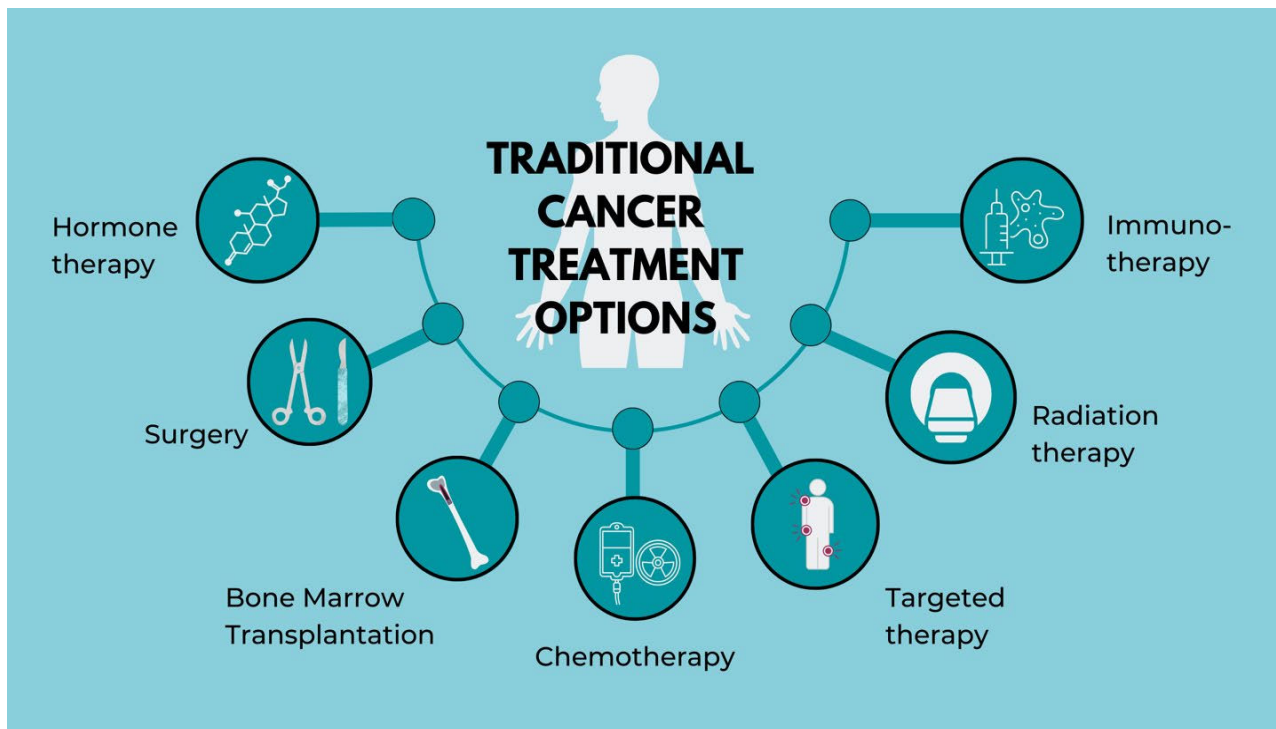 TRADITIONAL
CANCER
TREATMENT
OPTIONS
Hormone
therapy
Surgery
Bone Marrow
Transplantation
Chemotherapy
Targeted
therapy
Radiation
therapy
Immuno-
therapy